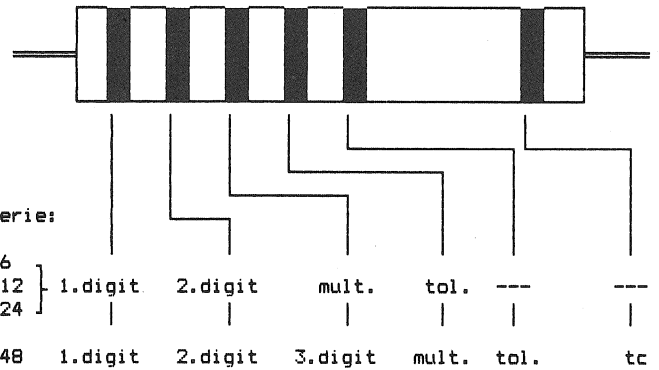 erie:
6
12 1.digit 2.digit mult. tol. --- ---
24
48 1.digit 2.digit 3.digit mult. tol. tc